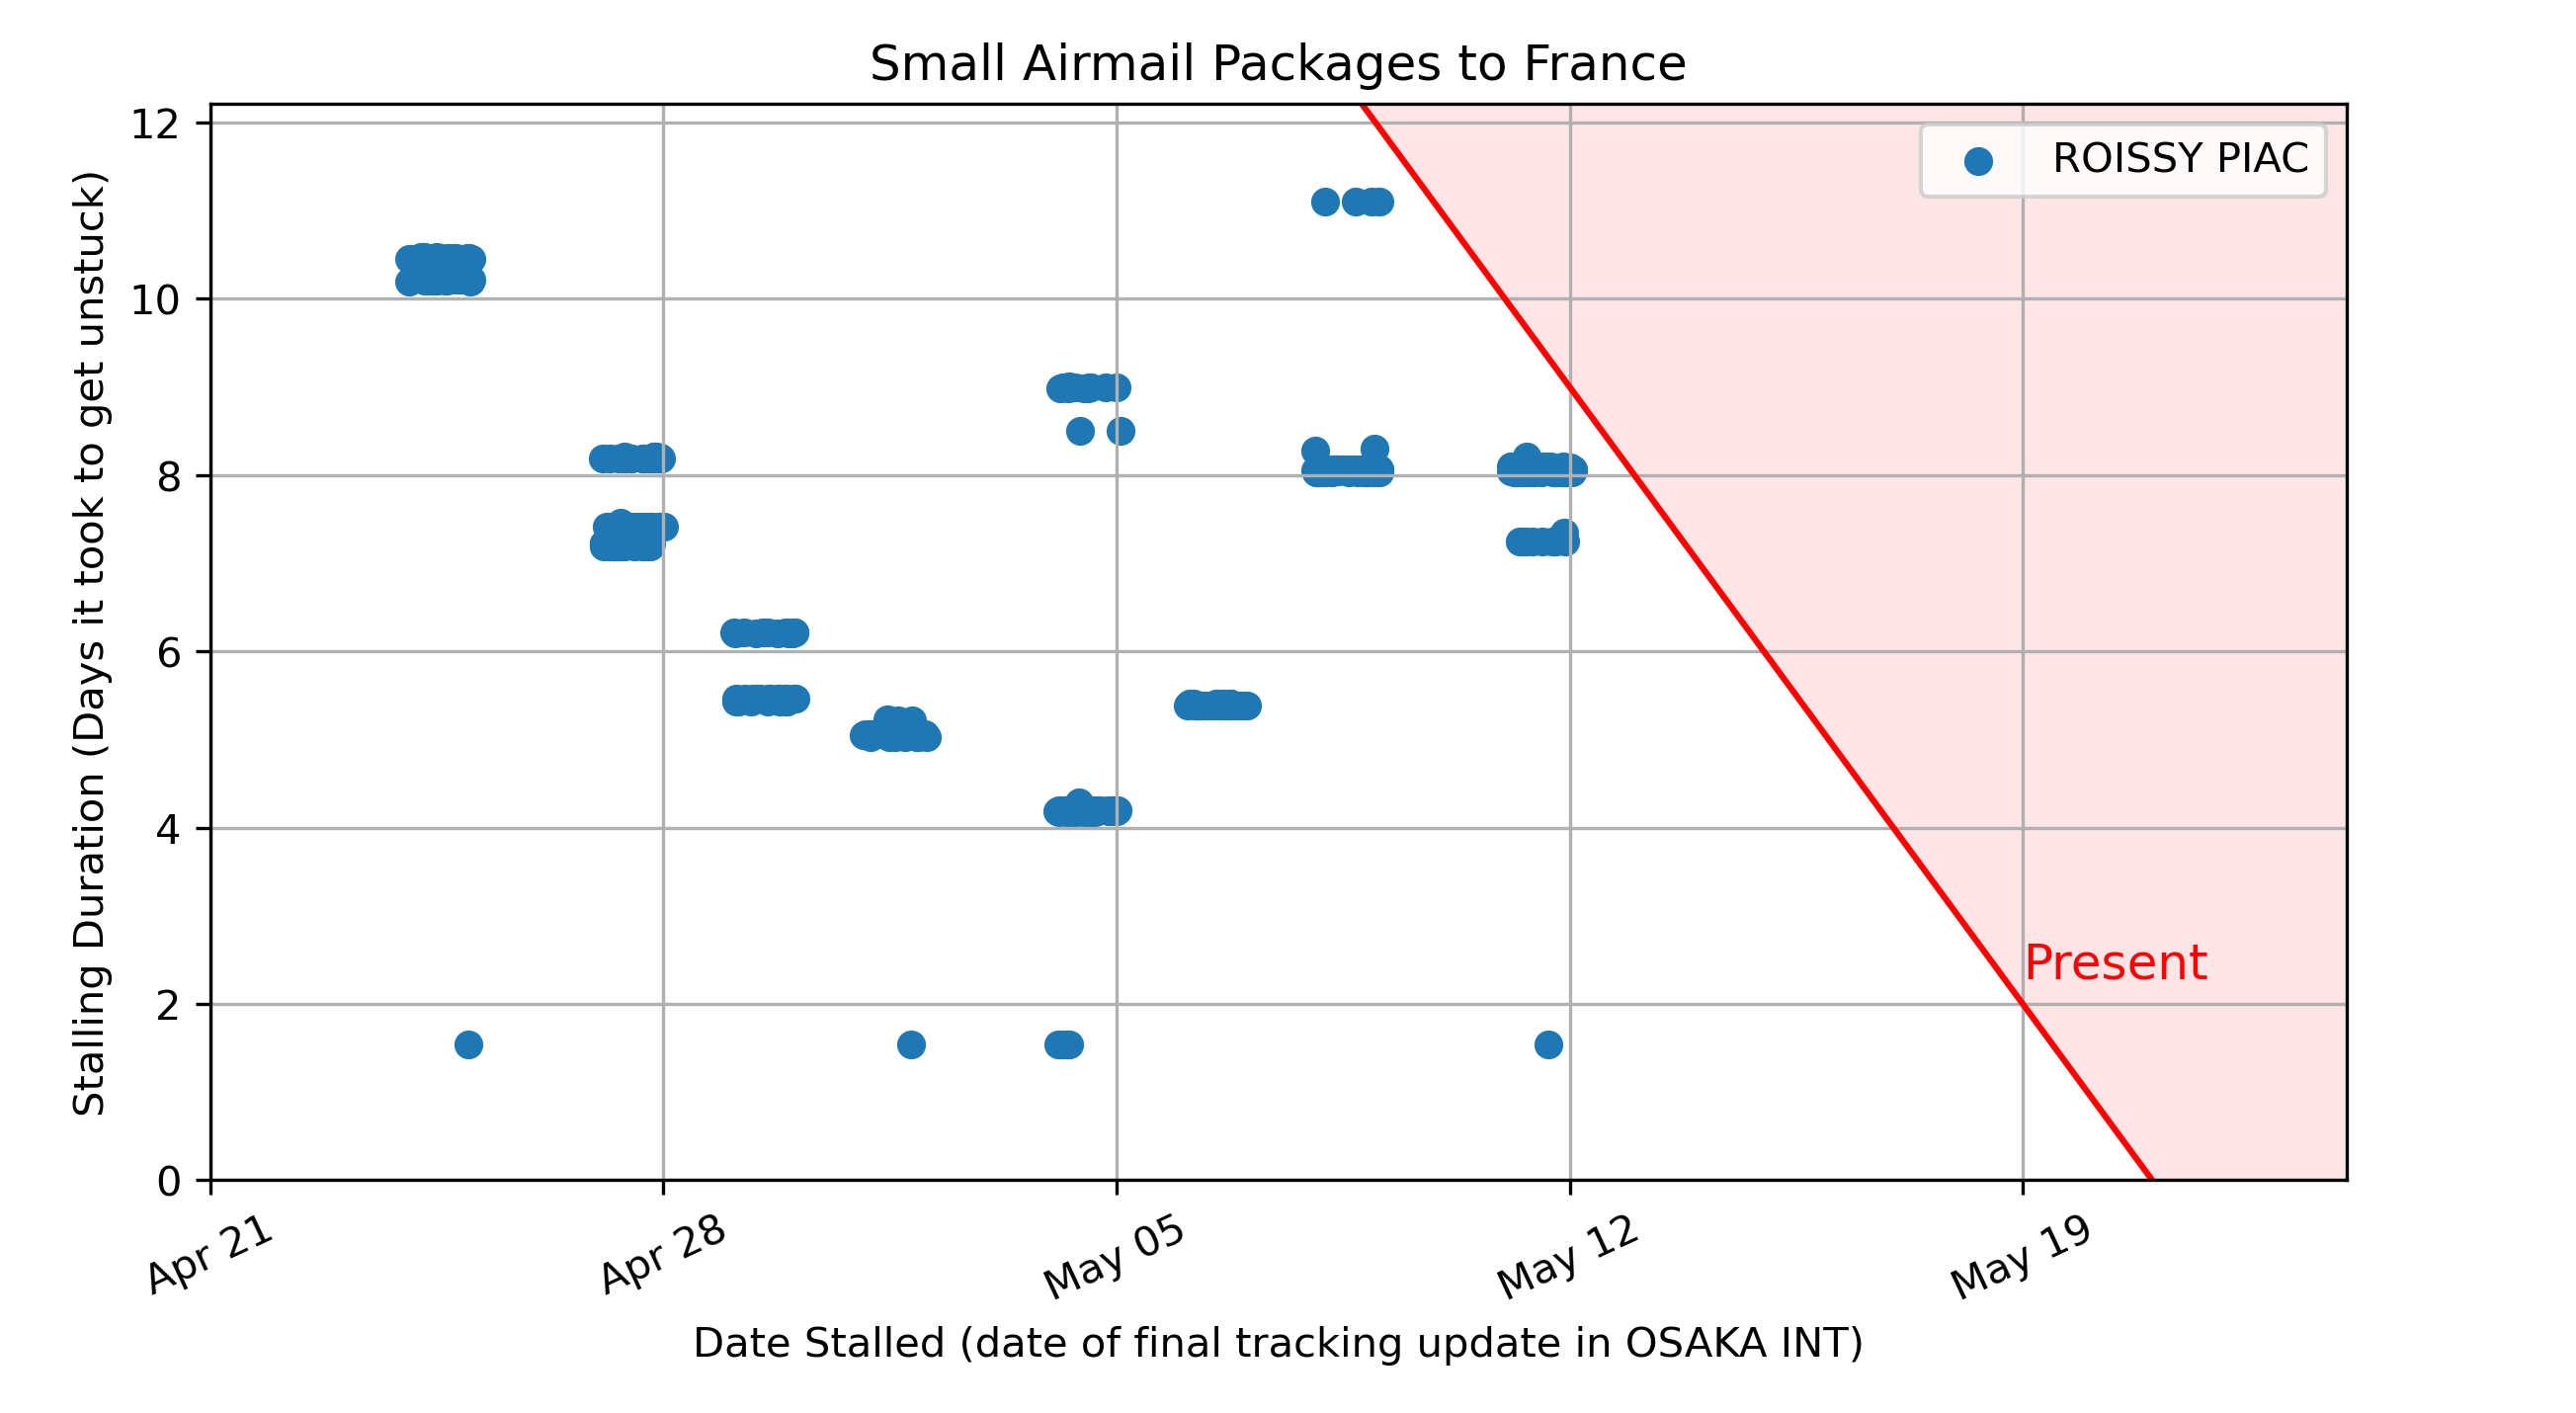 Small Airmail Packages to France
ROISSY PIAC
Stalling Duration (Days it took to get unstuck)
12
10
8
6
4
2
0
Present
Apr 21
Apr 28
May 05
May 12
May 19
Date Stalled (date of final tracking update in OSAKA INT)